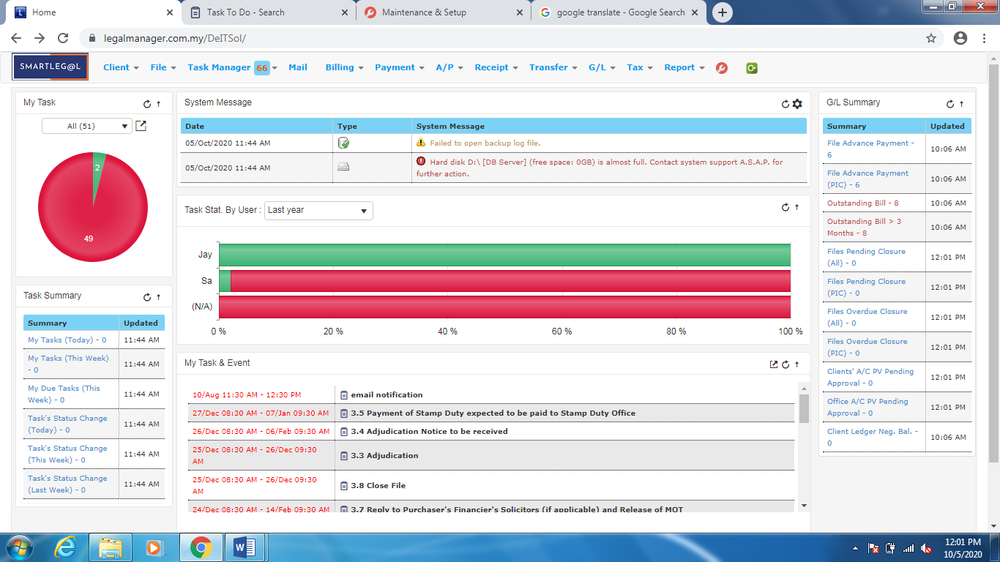 Home
Task To Do - Search
Maintenance & Setup
google translate - Google Search
legalmanager.com.my/DeITSol/
SMARTLEG@L
Client
File
Task Manager 66
Mail
Billing
Payment
A/P
Receipt
Transfer
G/L
Tax
Report
My Task
All (51)
2
49
Task Summary
Summary Updated
My Tasks (Today) - 0 11:44 AM
My Tasks (This Week)
- 0 11:44 AM
My Due Tasks (This
Week) - 0 11:44 AM
Task's Status Change
(Today) - 0 11:44 AM
Task's Status Change
(This Week) - 0 11:44 AM
Task's Status Change
(Last Week) - 0 11:44 AM
System Message
Date Type System Message
05/Oct/2020 11:44 AM Failed to open backup log file.
05/Oct/2020 11:44 AM Hard disk D:\ [DB Server] (free space: 0GB) is almost full. Contact system support A.S.A.P. for
further action.
Task Stat. By User : Last year
Jay
Sa
(N/A)
0 % 20 % 40 % 60 % 80 % 100 %
My Task & Event
10/Aug 11:30 AM - 12:30 PM email notification
27/Dec 08:30 AM - 07/Jan 09:30 AM 3.5 Payment of Stamp Duty expected to be paid to Stamp Duty Office
26/Dec 08:30 AM - 06/Feb 09:30 AM 3.4 Adjudication Notice to be received
25/Dec 08:30 AM - 26/Dec 09:30
AM 3.3 Adjudication
25/Dec 08:30 AM - 26/Dec 09:30
AM 3.8 Close File
24/Dec 08:30 AM - 14/Feb 09:30 AM 3.7 Reply to Purchaser's Financier's Solicitors (if applicable) and Release of MOT
G/L Summary
Summary Updated
File Advance Payment -
6 10:06 AM
File Advance Payment
(PIC) - 6 10:06 AM
Outstanding Bill - 8 10:06 AM
Outstanding Bill > 3
Months - 8 10:06 AM
Files Pending Closure
(All) - 0 12:01 PM
Files Pending Closure
(PIC) - 0 12:01 PM
Files Overdue Closure
(All) - 0 12:01 PM
Files Overdue Closure
(PIC) - 0 12:01 PM
Clients' A/C PV Pending
Approval - 0 12:01 PM
Office A/C PV Pending
Approval - 0 12:01 PM
Client Ledger Neg. Bal. -
0 10:06 AM
12:01 PM
10/5/2020